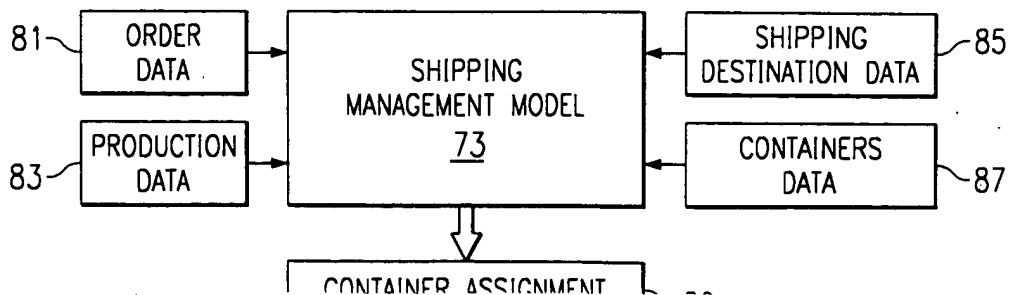 81
ORDER
DATA
83
PRODUCTION
DATA
SHIPPING
MANAGEMENT MODEL
73
SHIPPING
DESTINATION DATA
85
CONTAINERS
DATA
87
CONTAINER ASSIGNMENT